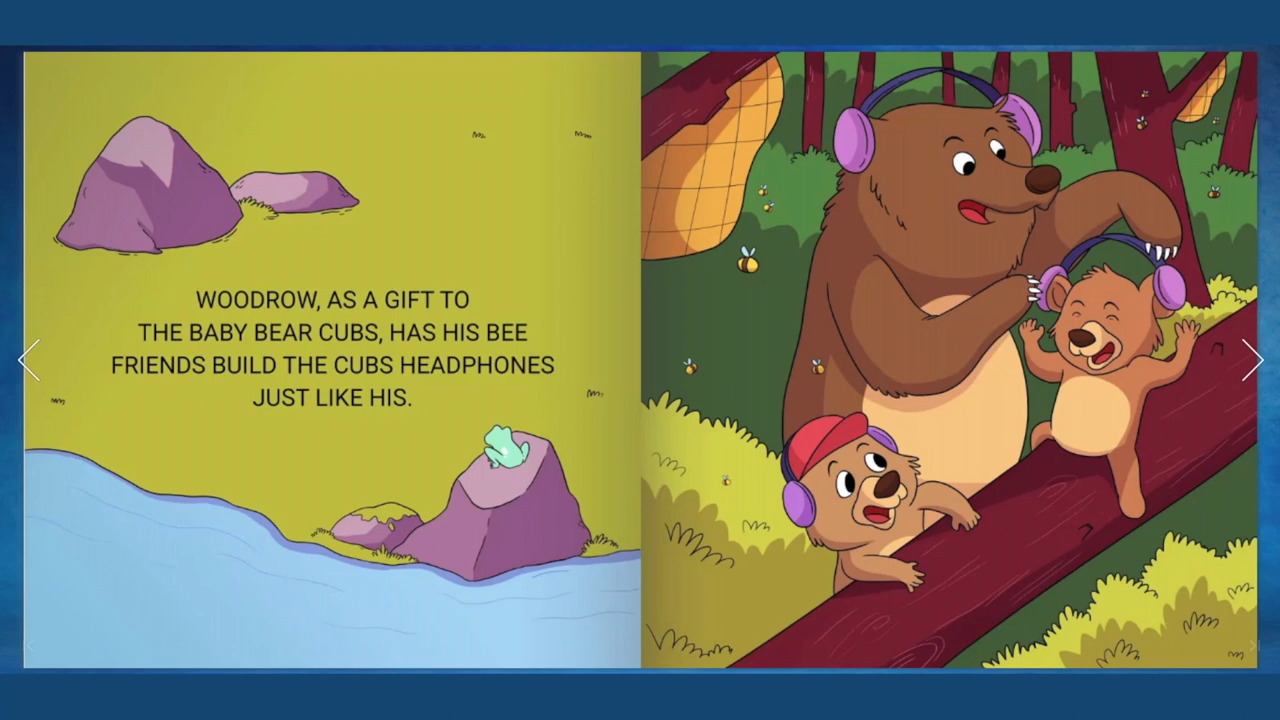 WOODROW, AS A GIFT TO
THE BABY BEAR CUBS, HAS HIS BEE
FRIENDS BUILD THE CUBS HEADPHONES
JUST LIKE HIS.